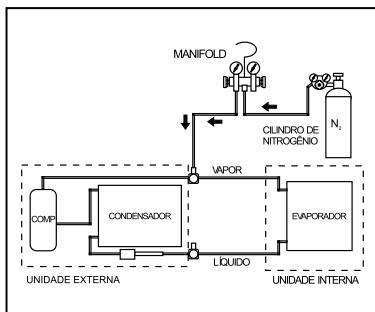 MANIFOLD
CILINDRO DE
NITROGÊNIO
N2
VAPOR
COMP
CONDENSADOR
EVAPORADOR
LÍQUIDO
UNIDADE EXTERNA
UNIDADE INTERNA